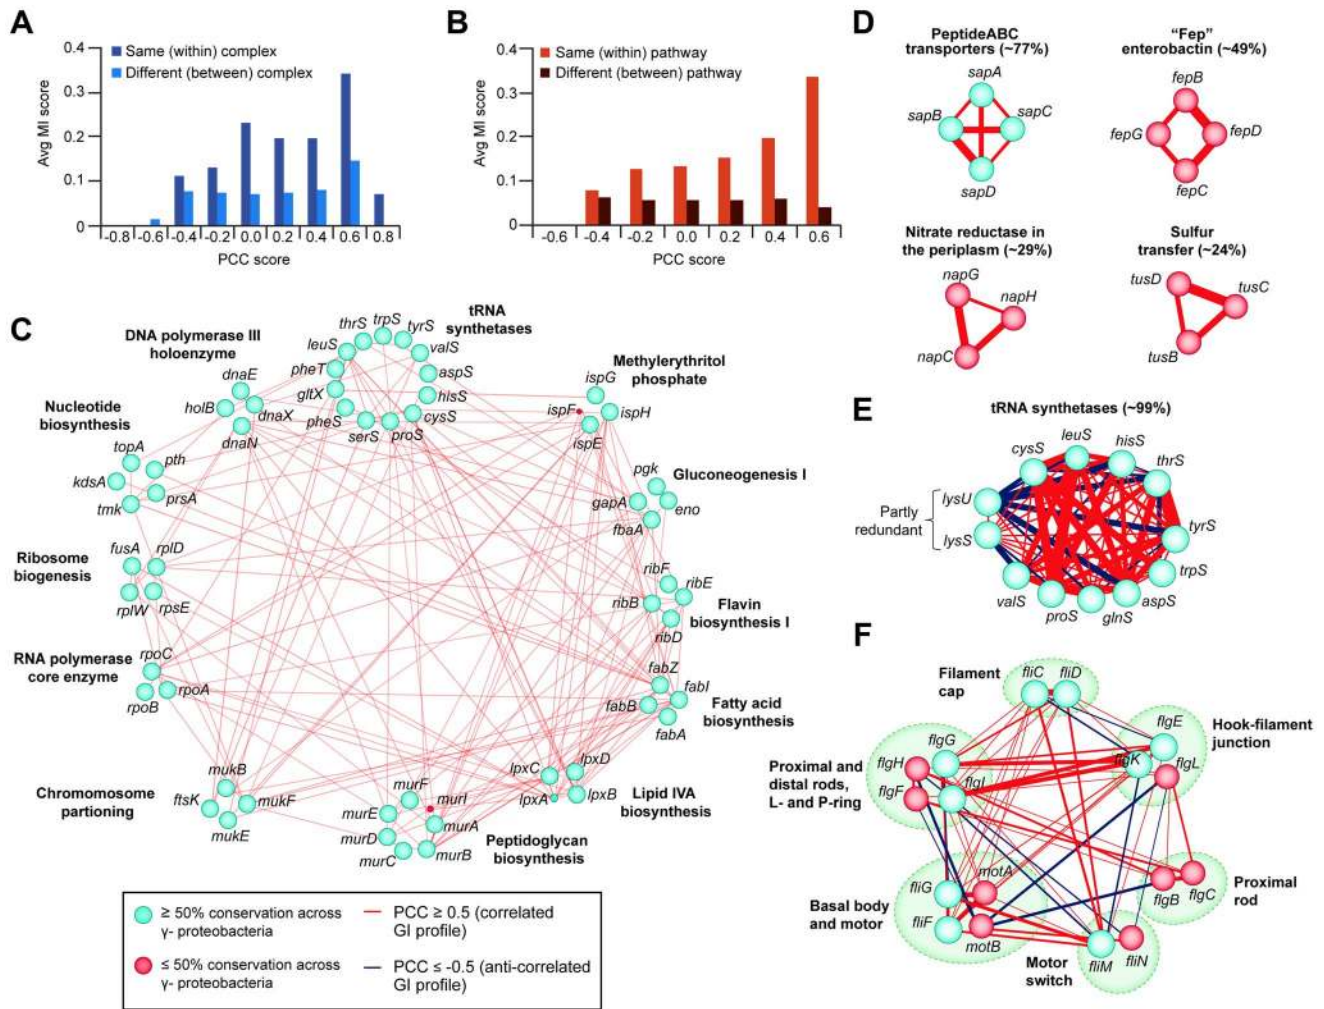 A
0.4
0.3
0.2
0.1
0
Avg MI score
Same (within) complex
Different (between) complex
-0.8
-0.6
-0.4
-0.2
0.0
0.2
0.4
0.6
0.8
PCC score
B
0.4
0.3
0.2
0.1
0
Avg MI score
Same (within) pathway
Different (between) pathway
-0.6
-0.4
-0.2
0.0
0.2
0.4
0.6
PCC score
C
tRNA
synthetases
thrS
trpS
tyrS
leuS
valS
pheT
aspS
gltX
hisS
pheS
cysS
serS
proS
DNA polymerase III
holoenzyme
dnaE
holB
dnaX
dnaN
Methylerythritol
phosphate
ispG
ispF
ispH
ispE
Nucleotide
biosynthesis
topA
pth
kdsA
prsA
tmk
Gluconeogenesis I
pgk
gapA
eno
fbaA
Ribosome
biogenesis
fusA
rplD
rplW
rpsE
Flavin
biosynthesis I
ribF
ribE
ribB
ribD
RNA polymerase
core enzyme
rpoC
rpoA
rpoB
Fatty acid
biosynthesis
fabZ
fabI
fabB
fabA
Chromomosome
partioning
mukB
ftsK
mukF
mukE
Peptidoglycan
biosynthesis
murF
murI
murE
murA
murD
murB
murC
Lipid IVA
biosynthesis
lpxC
lpxD
lpxA
lpxB
≥ 50% conservation across
γ- proteobacteria
≤ 50% conservation across
γ- proteobacteria
PCC ≥ 0.5 (correlated
GI profile)
PCC ≤ -0.5 (anti-correlated
GI profile)
D
PeptideABC
transporters (~77%)
sapA
sapB
sapC
sapD
“Fep”
enterobactin (~49%)
fepB
fepG
fepD
fepC
Nitrate reductase in
the periplasm (~29%)
napG
napH
napC
Sulfur
transfer (~24%)
tusD
tusC
tusB
E
tRNA synthetases (~99%)
leuS
cysS
hisS
thrS
lysU
Partly
redundant
lysS
tyrS
trpS
valS
aspS
proS
glnS
F
Filament
cap
fliC
fliD
Hook-filament
junction
flgE
flgK
flgL
Proximal and
distal rods,
L- and P-ring
flgG
flgH
flgI
flgF
Proximal
rod
flgB
flgC
Basal body
and motor
motA
fliG
fliF
motB
Motor
switch
fliM
fliN